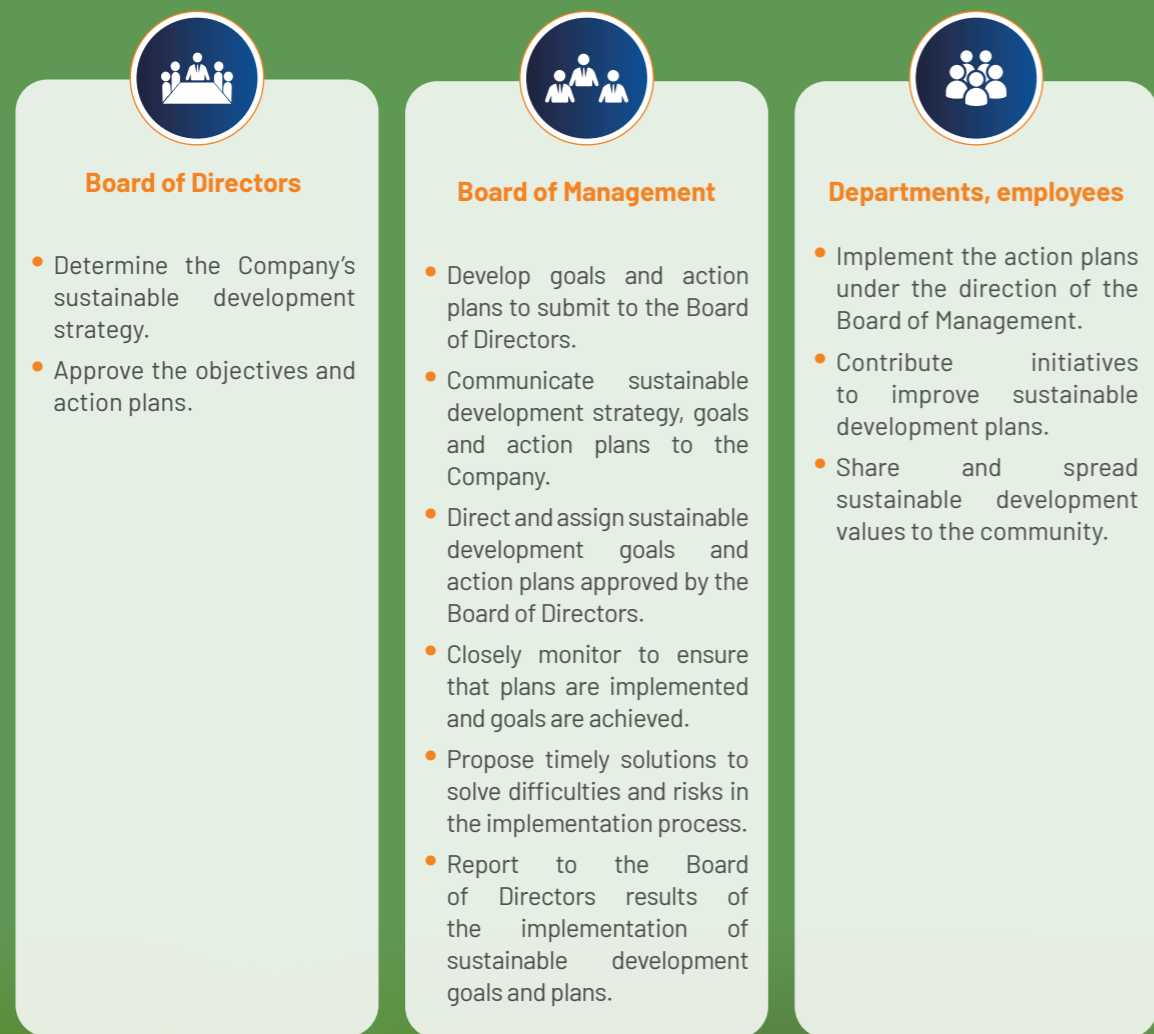 Board of Directors
• Determine the Company's
sustainable development
strategy.
• Approve the objectives and
action plans.
Board of Management
• Develop goals and action
plans to submit to the Board
of Directors.
• Communicate sustainable
development strategy, goals
and action plans to the
Company.
• Direct and assign sustainable
development goals and
action plans approved by the
Board of Directors.
• Closely monitor to ensure
that plans are implemented
and goals are achieved.
• Propose timely solutions to
solve difficulties and risks in
the implementation process.
• Report to the Board
of Directors results of
the implementation of
sustainable development
goals and plans.
Departments, employees
• Implement the action plans
under the direction of the
Board of Management.
• Contribute initiatives
to improve sustainable
development plans.
• Share and spread
sustainable development
values to the community.